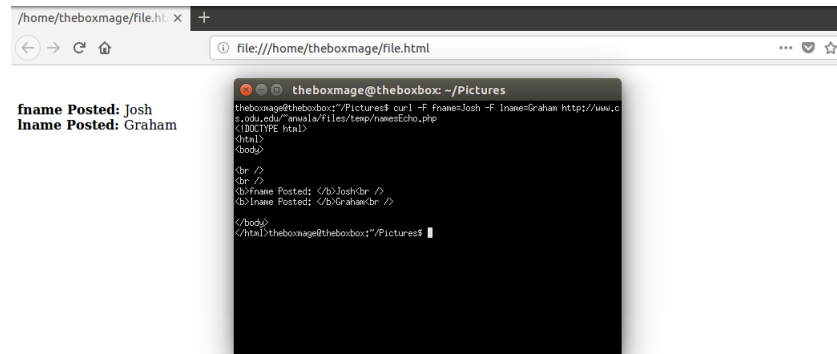 /home/theboxmage/file.ht
file:///home/theboxmage/file.html
fname Posted: Josh
lname Posted: Graham
theboxmage@theboxbox: ~/Pictures
theboxmage@theboxbox:~/Pictures$ curl -F fname=Josh -F lname=Graham http://www.c
s.odu.edu/~anwala/files/temp/namesEcho.php
<!DOCTYPE html>
<html>
<body>
<br />
<br />
<b>fname Posted: </b>Josh<br />
<b>lname Posted: </b>Graham<br />
</body>
</html>theboxmage@theboxbox:~/Pictures$